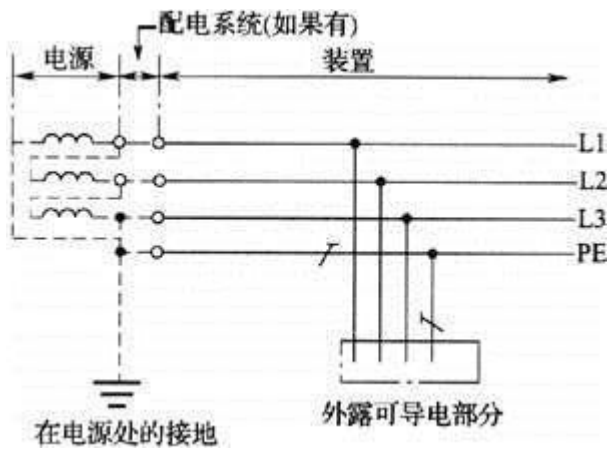 配电系统(如果有)
电源
装置
L1
L2
L3
PE
外露可导电部分
在电源处的接地